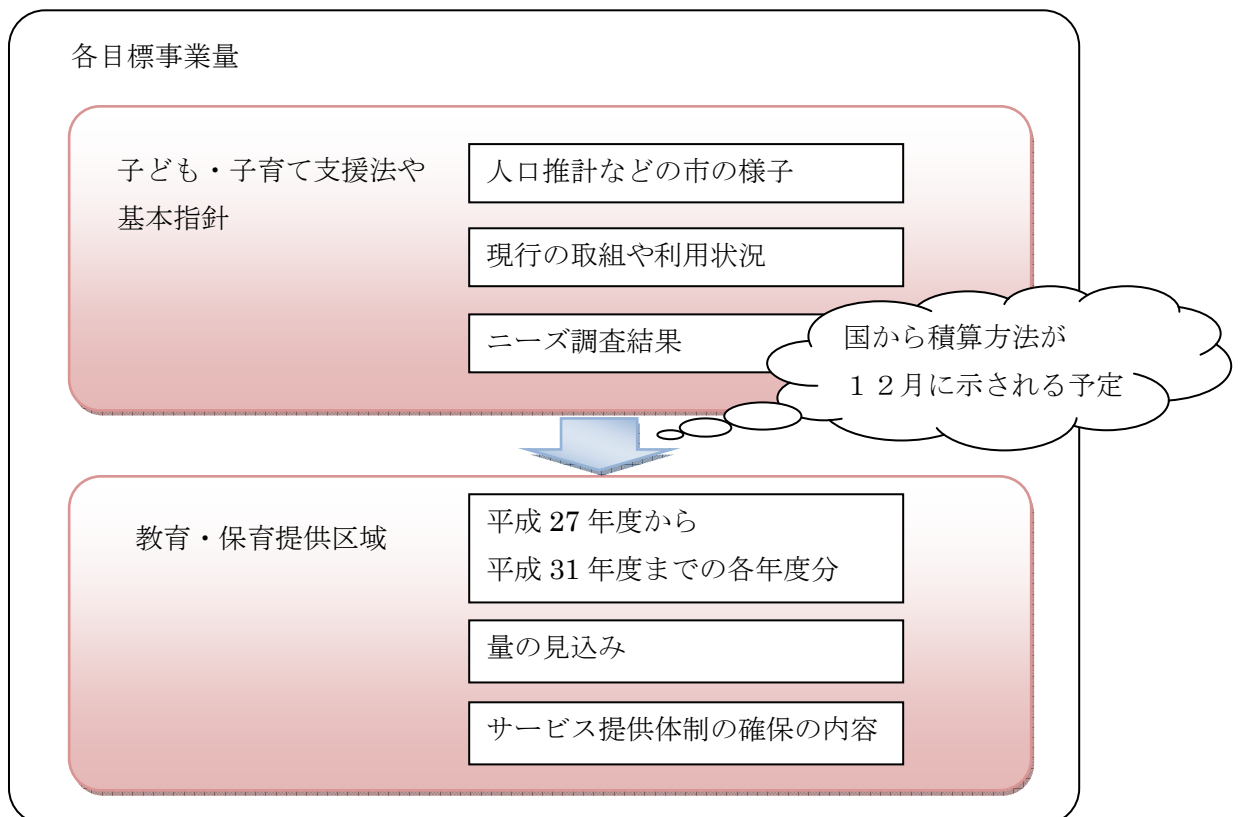 各目標事業量
子ども・子育て支援法や
基本指針
人口推計などの市の様子
現行の取組や利用状況
ニーズ調査結果
国から積算方法が
１２月に示される予定
教育・保育提供区域
平成 27 年度から
平成 31 年度までの各年度分
量の見込み
サービス提供体制の確保の内容